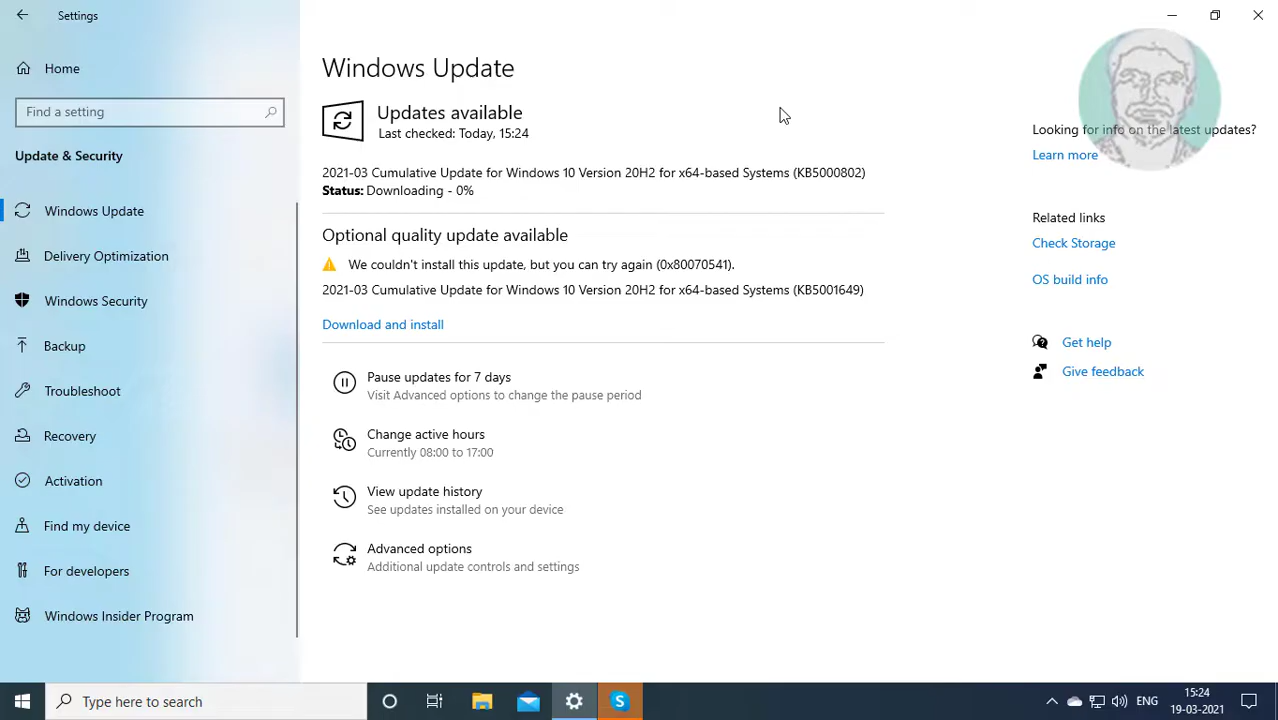 Settings
Home
Find a setting
Update & Security
Windows Update
Delivery Optimization
Windows Security
Backup
Troubleshoot
Recovery
Activation
Find my device
For developers
Windows Insider Program
Windows Update
Updates available
Last checked: Today, 15:24
2021-03 Cumulative Update for Windows 10 Version 20H2 for x64-based Systems (KB5000802)
Status: Downloading - 0%
Optional quality update available
We couldn't install this update, but you can try again (0x80070541).
2021-03 Cumulative Update for Windows 10 Version 20H2 for x64-based Systems (KB5001649)
Download and install
Pause updates for 7 days
Visit Advanced options to change the pause period
Change active hours
Currently 08:00 to 17:00
View update history
See updates installed on your device
Advanced options
Additional update controls and settings
Looking for info on the latest updates?
Learn more
Related links
Check Storage
OS build info
Get help
Give feedback
Type here to search
ENG
15:24
19-03-2021